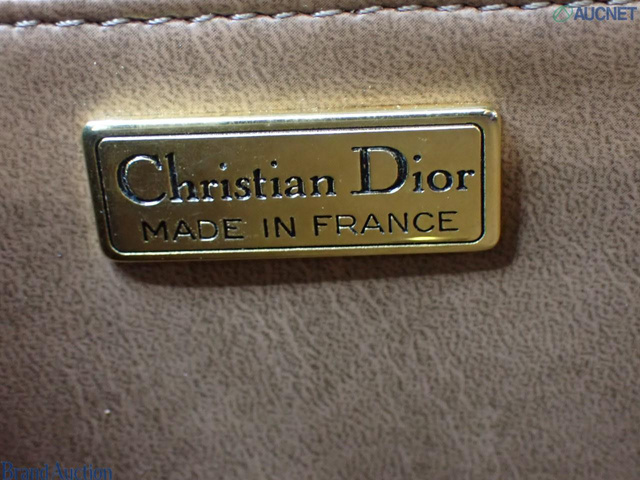 AUCNET
Christian Dior
MADE IN FRANCE
Brand Auction